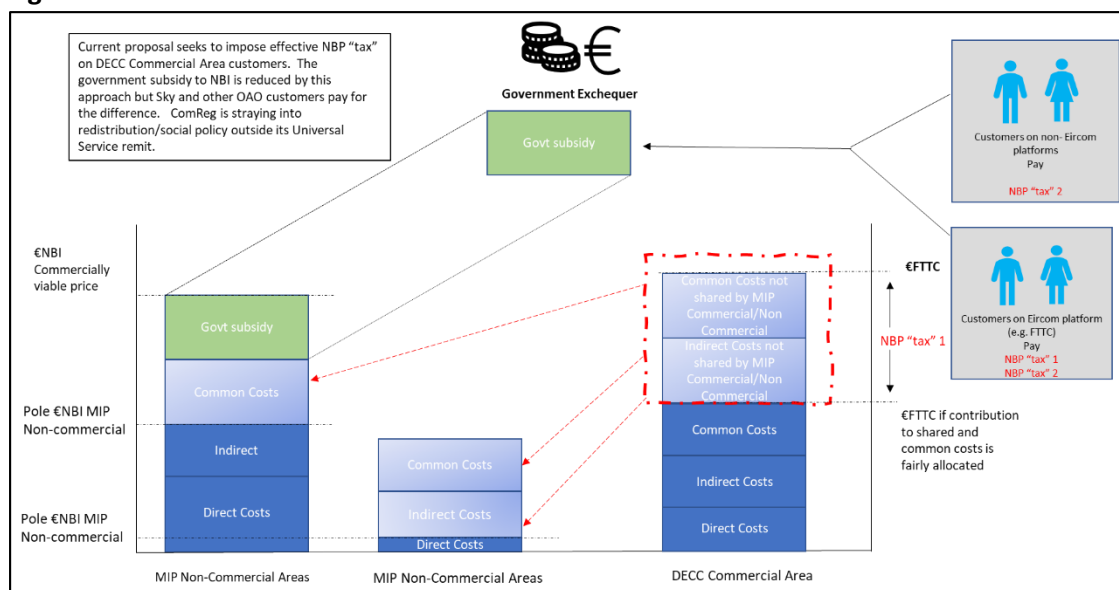 Current proposal seeks to impose effective NBP “tax”
on DECC Commercial Area customers. The
government subsidy to NBI is reduced by this
approach but Sky and other OAO customers pay for
the difference. ComReg is straying into
redistribution/social policy outside its Universal
Service remit.
€
Government Exchequer
Govt subsidy
Customers on non- Eircom
platforms
Pay
NBP “tax” 2
€NBI
Commercially
viable price
Govt subsidy
Common Costs
Pole €NBI MIP
Non-commercial
Indirect
Direct Costs
Pole €NBI MIP
Non-commercial
MIP Non-Commercial Areas
Common Costs
Indirect Costs
Direct Costs
MIP Non-Commercial Areas
Common Costs not
shared by MIP
Commercial/Non
Commercial
Indirect Costs not
shared by MIP
Commercial/Non
Commercial
Common Costs
Indirect Costs
Direct Costs
DECC Commercial Area
€FTTC
NBP “tax” 1
€FTTC if contribution
to shared and
common costs is
fairly allocated
Customers on Eircom platform
(e.g. FTTC)
Pay
NBP “tax” 1
NBP “tax” 2